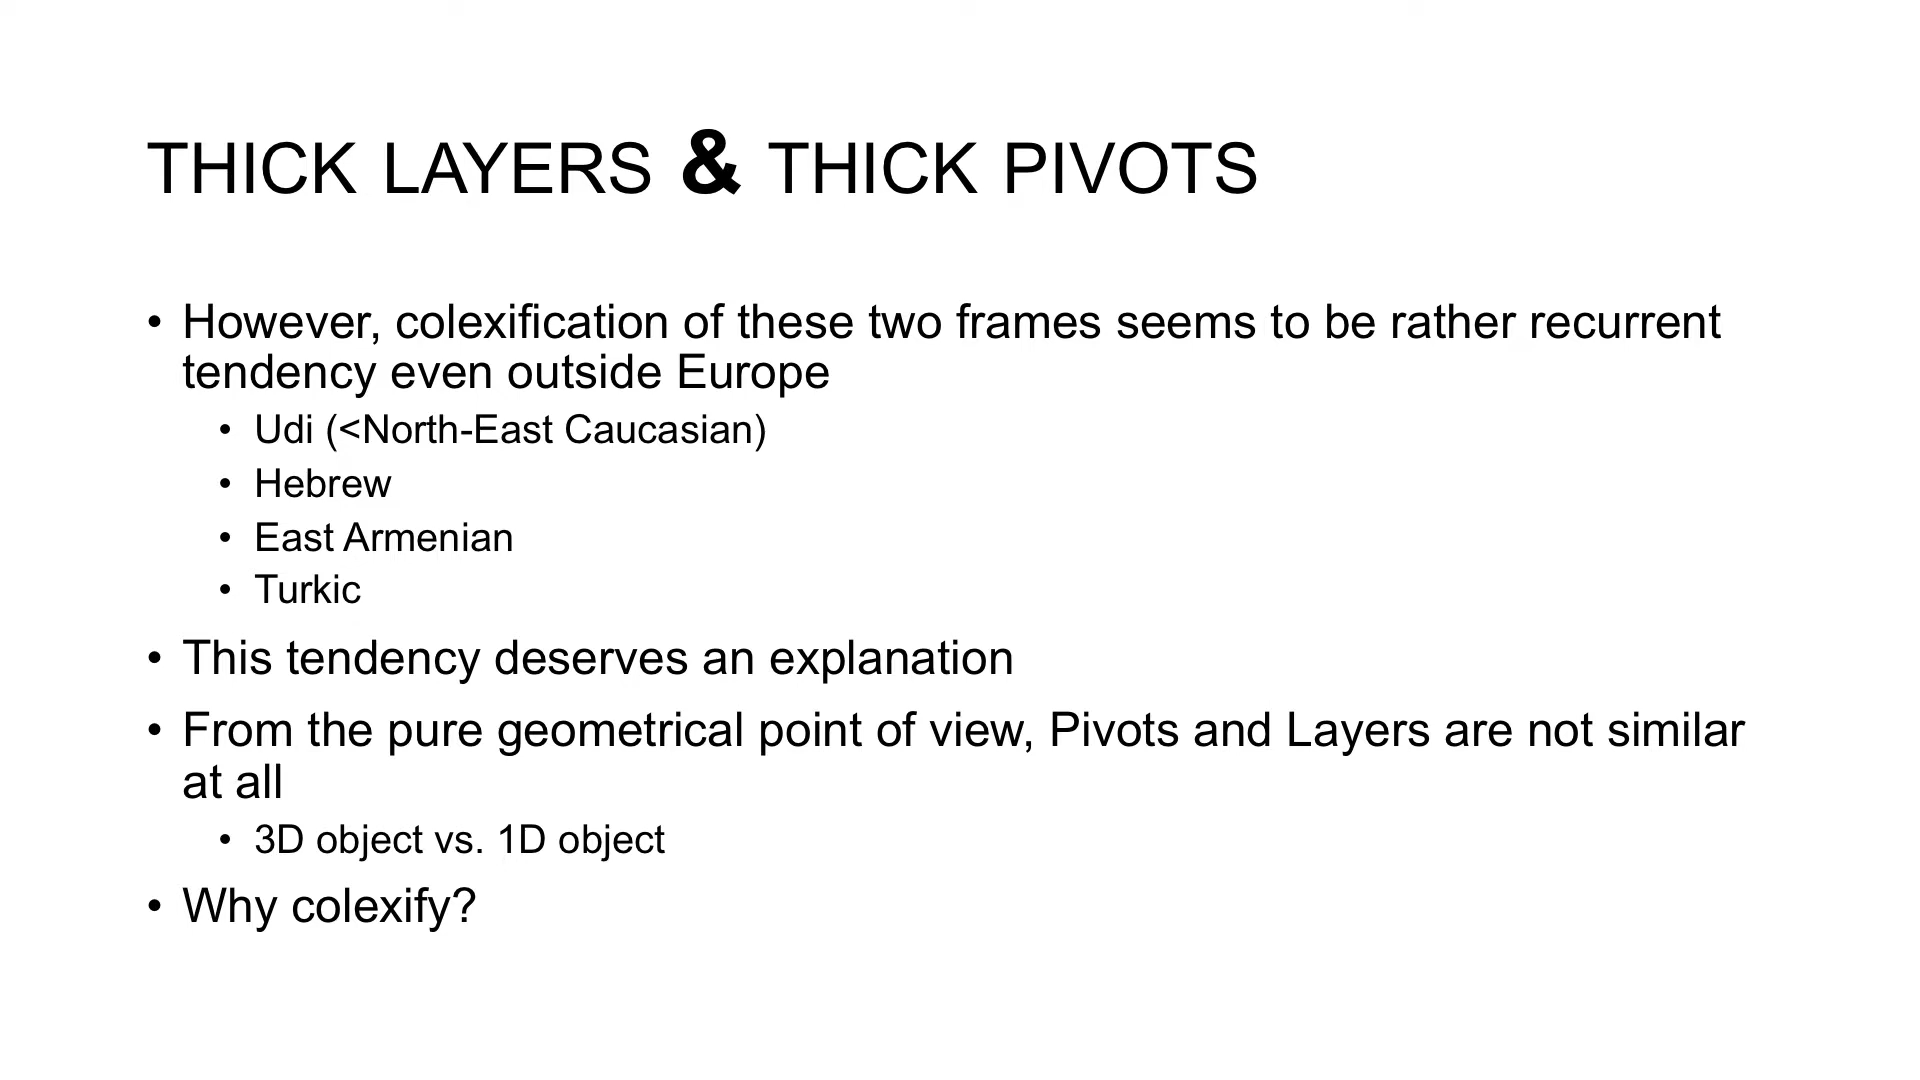 THICK LAYERS & THICK PIVOTS
• However, colexification of these two frames seems to be rather recurrent
tendency even outside Europe
• Udi (<North-East Caucasian)
• Hebrew
• East Armenian
• Turkic
• This tendency deserves an explanation
• From the pure geometrical point of view, Pivots and Layers are not similar
at all
• 3D object vs. 1D object
• Why colexify?